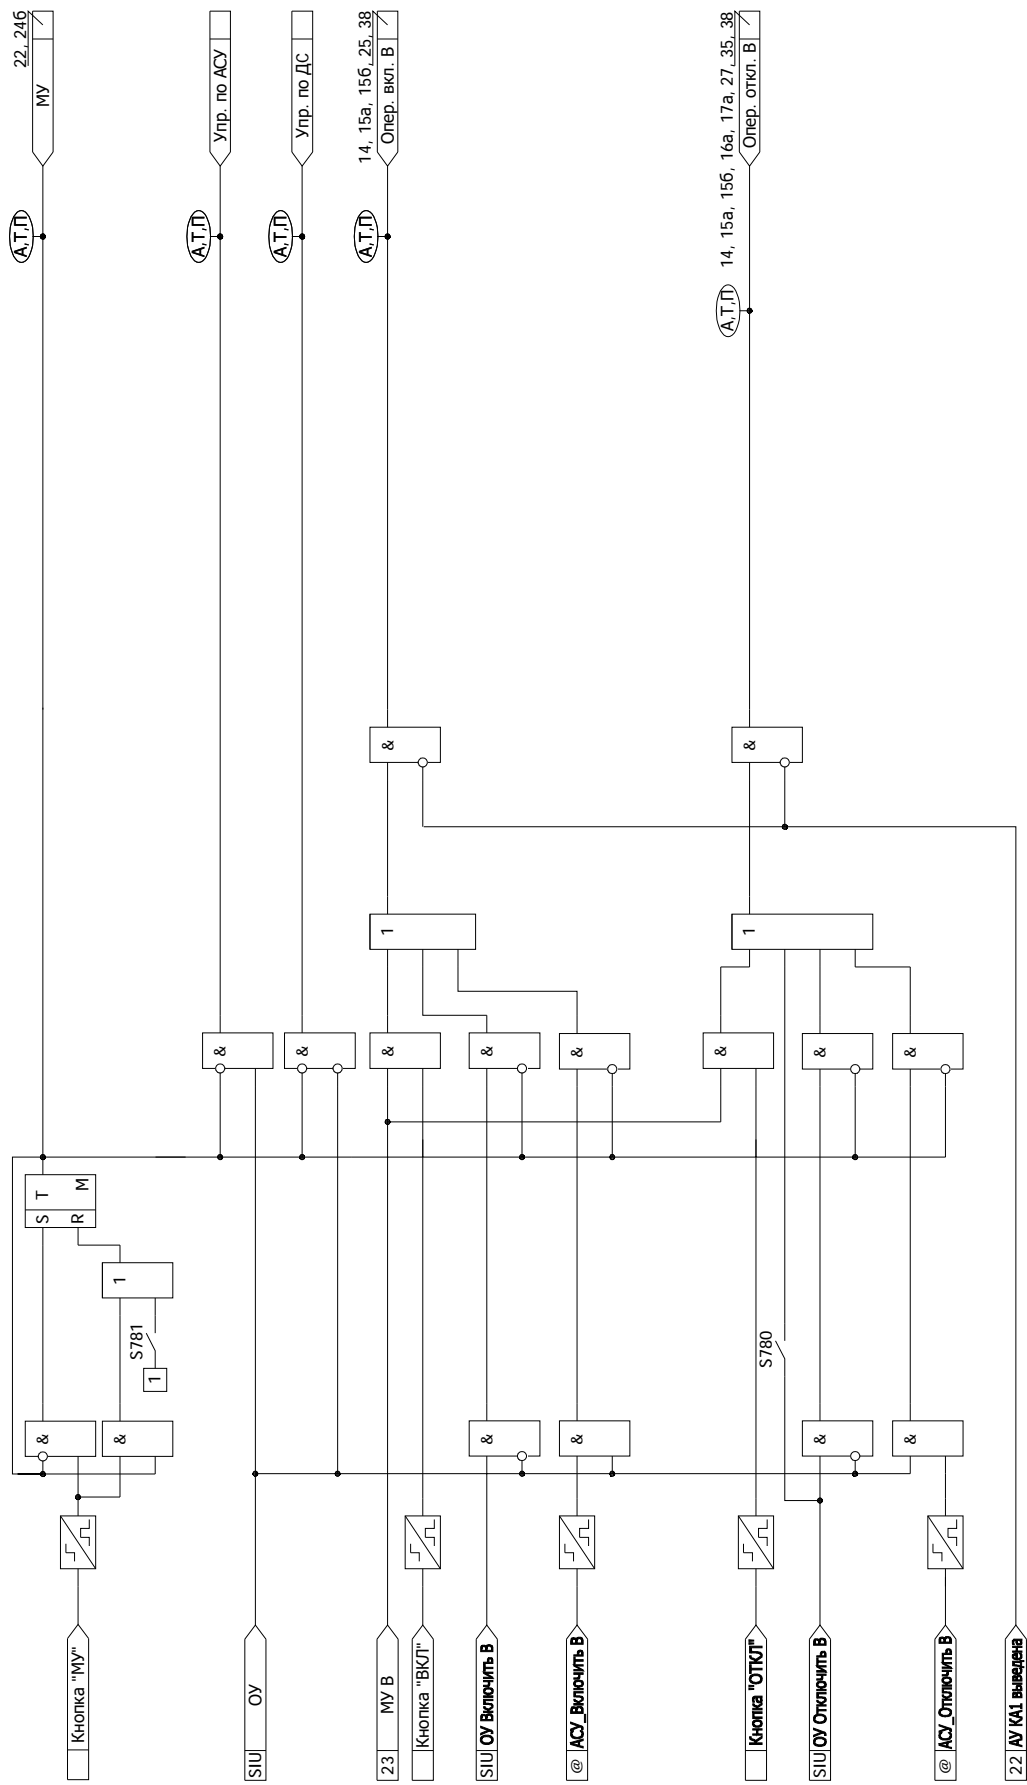 Кнопка "МУ"
SIU ОУ
23 МУ В
Кнопка "ВКЛ"
SIU ОУ Включить В
@ АСУ_Включить В
Кнопка "ОТКЛ"
SIU ОУ Отключить В
@ АСУ_Отключить В
22 АУ КА1 выведена
&
&
&
&
&
&
1
S781
S780
1
S T
R M
&
&
&
&
&
&
&
&
1
1
&
&
А,Т,П
А,Т,П
А,Т,П
А,Т,П
А,Т,П
22, 24б
МУ
Упр. по АСУ
Упр. по ДС
14, 15а, 15б, 25, 38
Опер. вкл. В
14, 15а, 15б, 16а, 17а, 27, 35, 38
Опер. откл. В